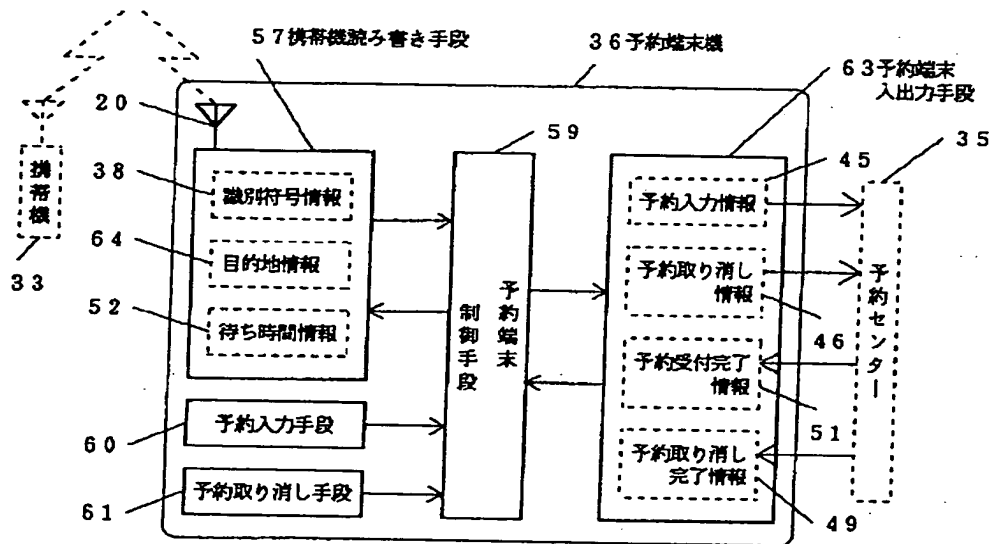 57携帯機読み書き手段
36予約端末機
63予約端末
入出力手段
20
59
45
35
38
識別符号情報
予約入力情報
携帯機
64
目的地情報
予約取り消し
情報
33
予約端末
制御手段
46
52
待ち時間情報
予約受付完了
情報
予約センター
51
60
予約入力手段
予約取り消し
完了情報
61
予約取り消し手段
49